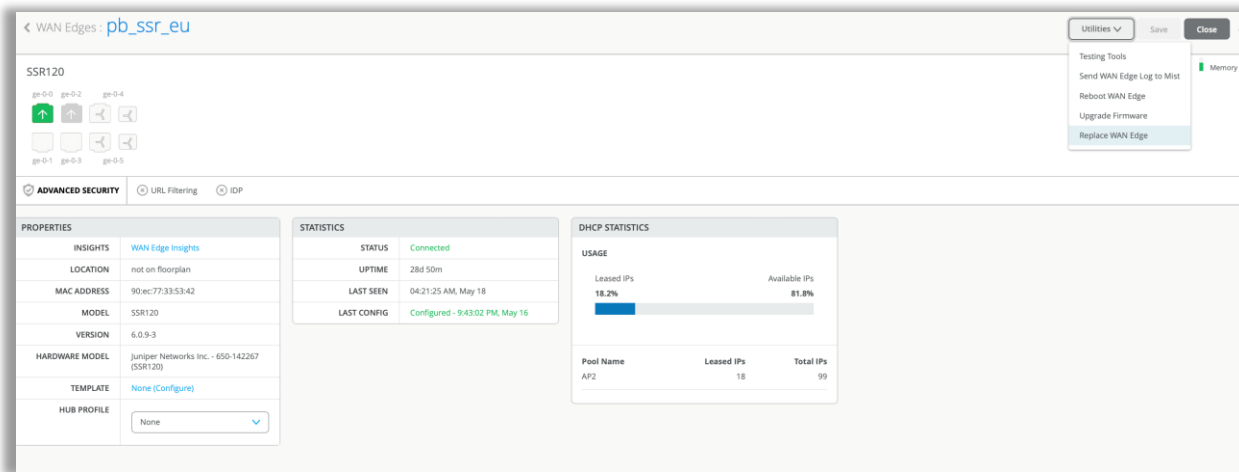 < WAN Edges : pb_ssr_eu
Utilities
Save
Close
Testing Tools
Send WAN Edge Log to Mist
Reboot WAN Edge
Upgrade Firmware
Replace WAN Edge
Memory
SSR120
ge-0-0 ge-0-2 ge-0-4
ge-0-1 ge-0-3 ge-0-5
ADVANCED SECURITY URL Filtering IDP
PROPERTIES
INSIGHTS WAN Edge Insights
LOCATION not on floorplan
MAC ADDRESS 90:ec:77:33:53:42
MODEL SSR120
VERSION 6.0.9-3
HARDWARE MODEL Juniper Networks Inc. - 650-142267
(SSR120)
TEMPLATE None (Configure)
HUB PROFILE None
STATISTICS
STATUS Connected
UPTIME 28d 50m
LAST SEEN 04:21:25 AM, May 18
LAST CONFIG Configured - 9:43:02 PM, May 16
DHCP STATISTICS
USAGE
Leased IPs Available IPs
18.2% 81.8%
Pool Name Leased IPs Total IPs
AP2 18 99